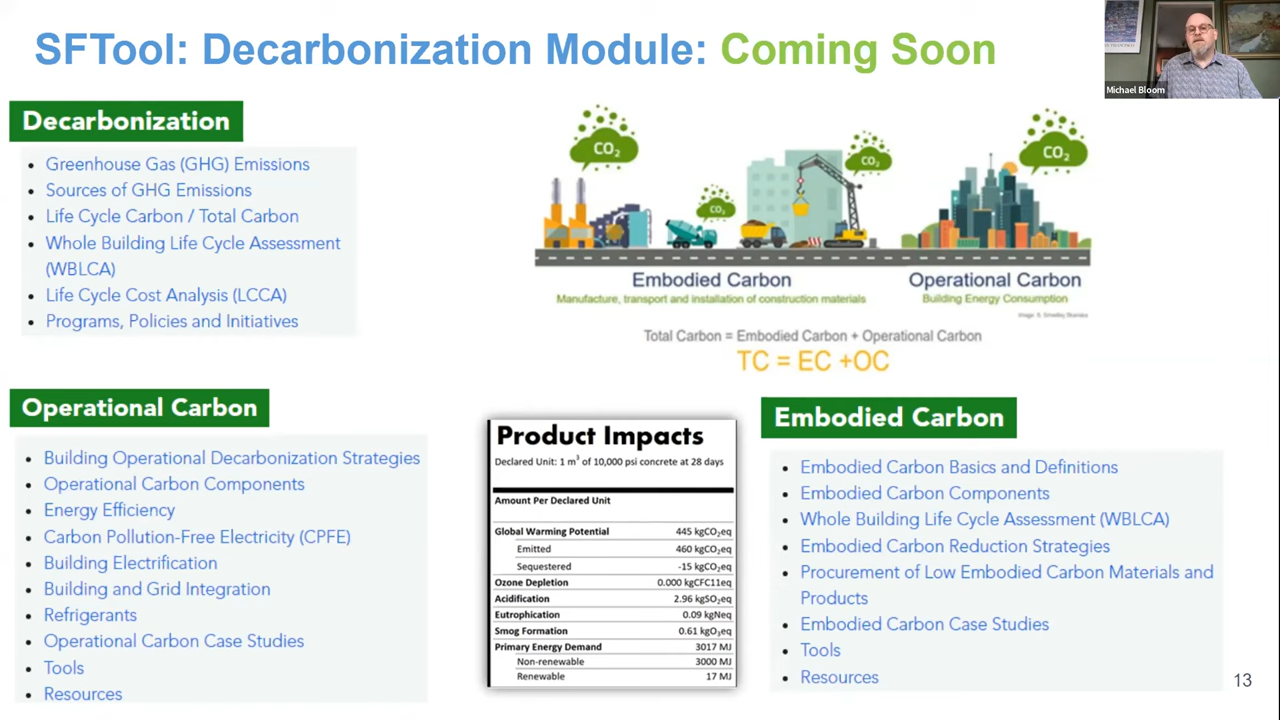 SFTool: Decarbonization Module: Coming Soon
Michael Bloom
Decarbonization
Greenhouse Gas (GHG) Emissions
Sources of GHG Emissions
Life Cycle Carbon / Total Carbon
Whole Building Life Cycle Assessment
(WBLCA)
Life Cycle Cost Analysis (LCCA)
Programs, Policies and Initiatives
CO2
CO2
CO2
CO2
Embodied Carbon
Manufacture, transport and installation of construction materials
Operational Carbon
Building Energy Consumption
Image: S. Smedley, Skanska
Total Carbon = Embodied Carbon + Operational Carbon
TC = EC +OC
Operational Carbon
Building Operational Decarbonization Strategies
Operational Carbon Components
Energy Efficiency
Carbon Pollution-Free Electricity (CPFE)
Building Electrification
Building and Grid Integration
Refrigerants
Operational Carbon Case Studies
Tools
Resources
Product Impacts
Declared Unit: 1 m³ of 10,000 psi concrete at 28 days
Amount Per Declared Unit
Global Warming Potential 445 kgCO₂eq
Emitted 460 kgCO₂eq
Sequestered -15 kgCO₂eq
Ozone Depletion 0.000 kgCFC11eq
Acidification 2.96 kgSO₂eq
Eutrophication 0.09 kgNeq
Smog Formation 0.61 kgO₃eq
Primary Energy Demand 3017 MJ
Non-renewable 3000 MJ
Renewable 17 MJ
Embodied Carbon
Embodied Carbon Basics and Definitions
Embodied Carbon Components
Whole Building Life Cycle Assessment (WBLCA)
Embodied Carbon Reduction Strategies
Procurement of Low Embodied Carbon Materials and
Products
Embodied Carbon Case Studies
Tools
Resources
13